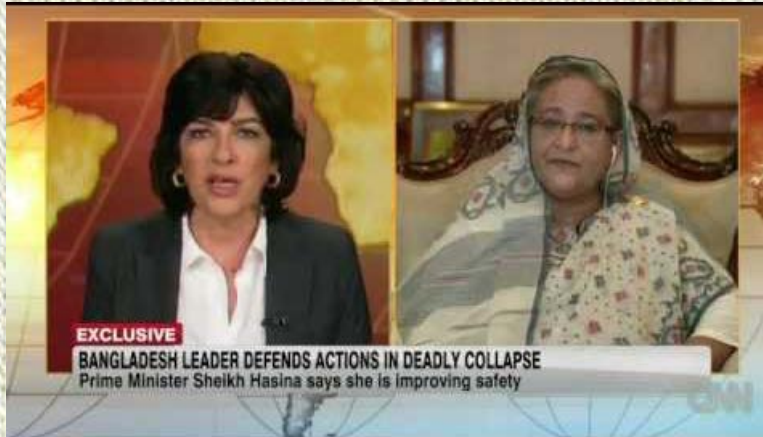 EXCLUSIVE
BANGLADESH LEADER DEFENDS ACTIONS IN DEADLY COLLAPSE
Prime Minister Sheikh Hasina says she is improving safety
CNN